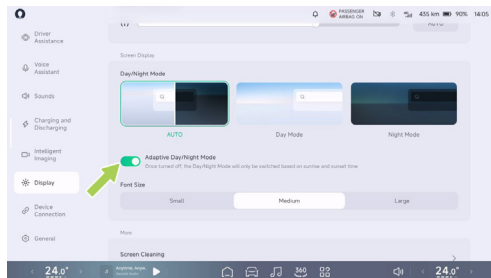 PASSENGER
AIRBAG ON
435 km
90%
14:05
AUTO
Driver
Assistance
Voice
Assistant
Sounds
Charging and
Discharging
Intelligent
Imaging
Display
Device
Connection
General
Screen Display
Day/Night Mode
AUTO
Day Mode
Night Mode
Adaptive Day/Night Mode
Once turned off, the Day/Night Mode will only be switched based on sunrise and sunset time.
Font Size
Small
Medium
Large
More
Screen Cleaning
24.0°
360
24.0°